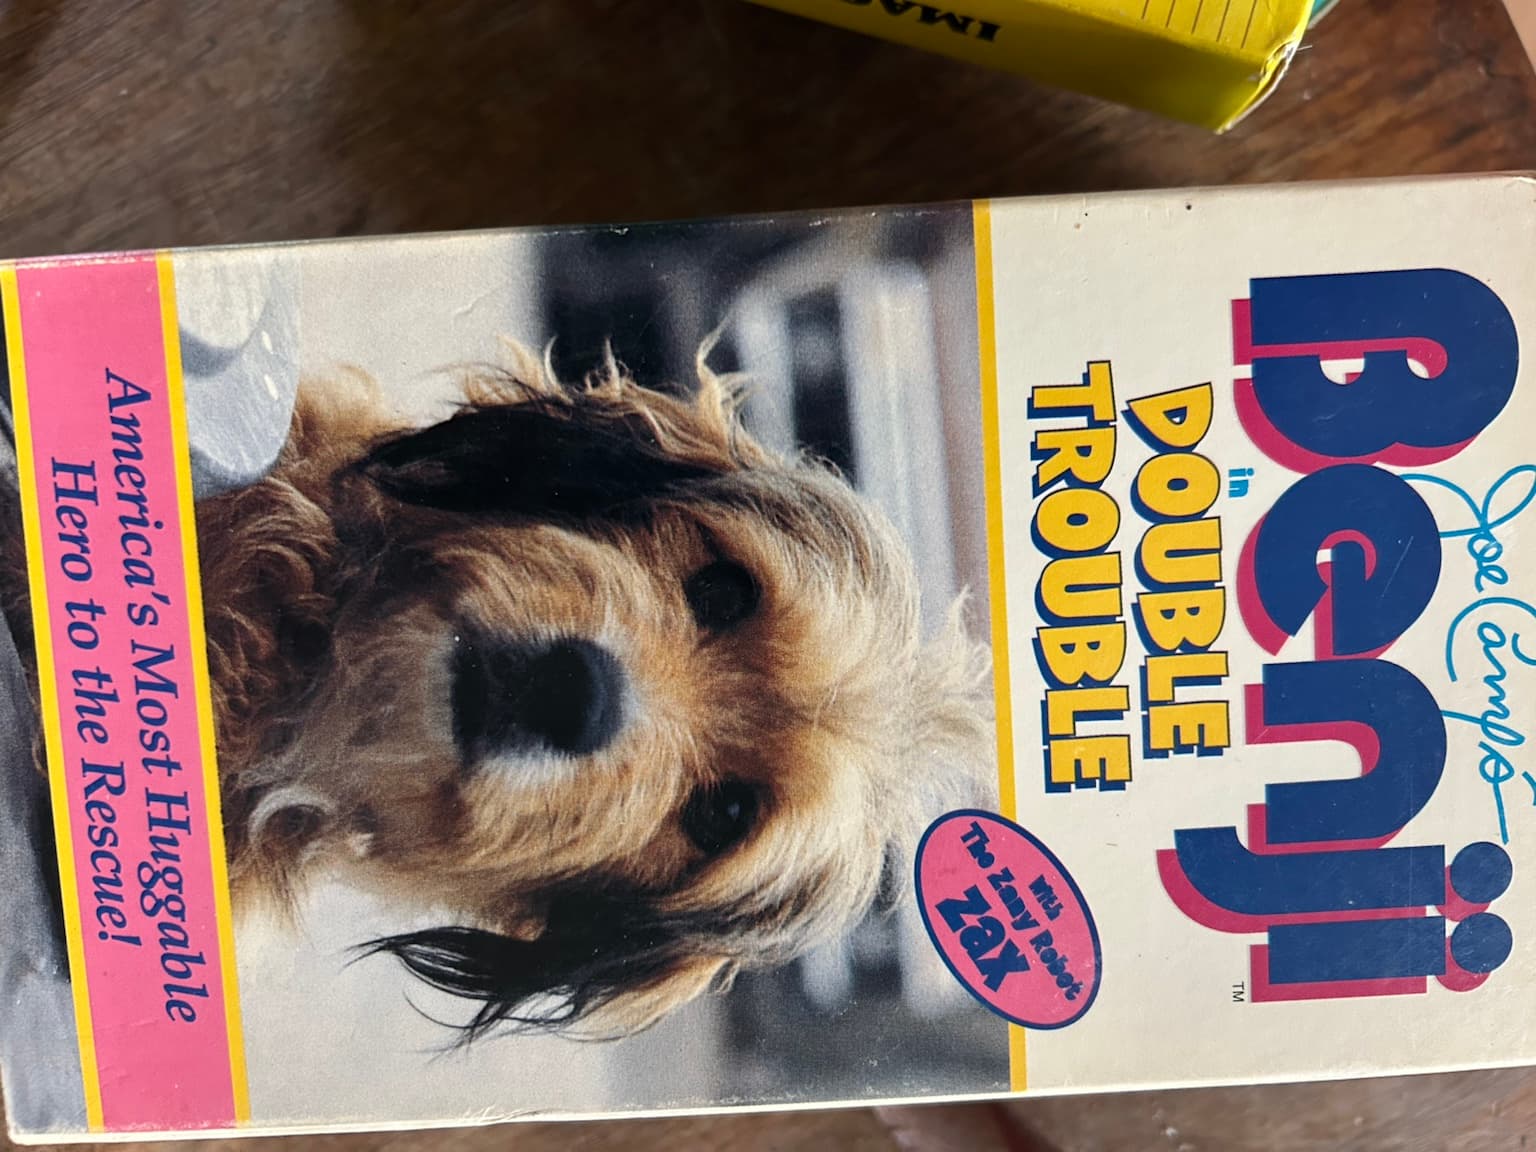 Joe Camp's
Benji
TM
in
DOUBLE
TROUBLE
With
The Zany Robot
Zax
America's Most Huggable
Hero to the Rescue!